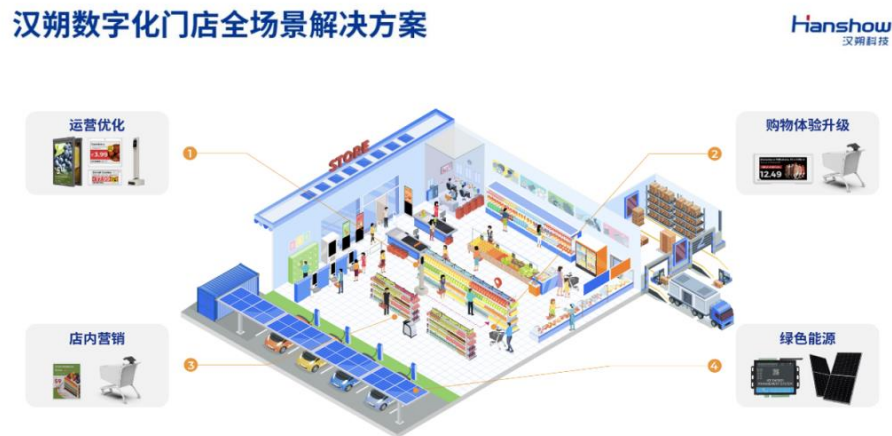 汉朔数字化门店全场景解决方案
Hanshow
汉朔科技
运营优化
3.99
1
STORE
2
购物体验升级
12.49
店内营销
3
4
绿色能源